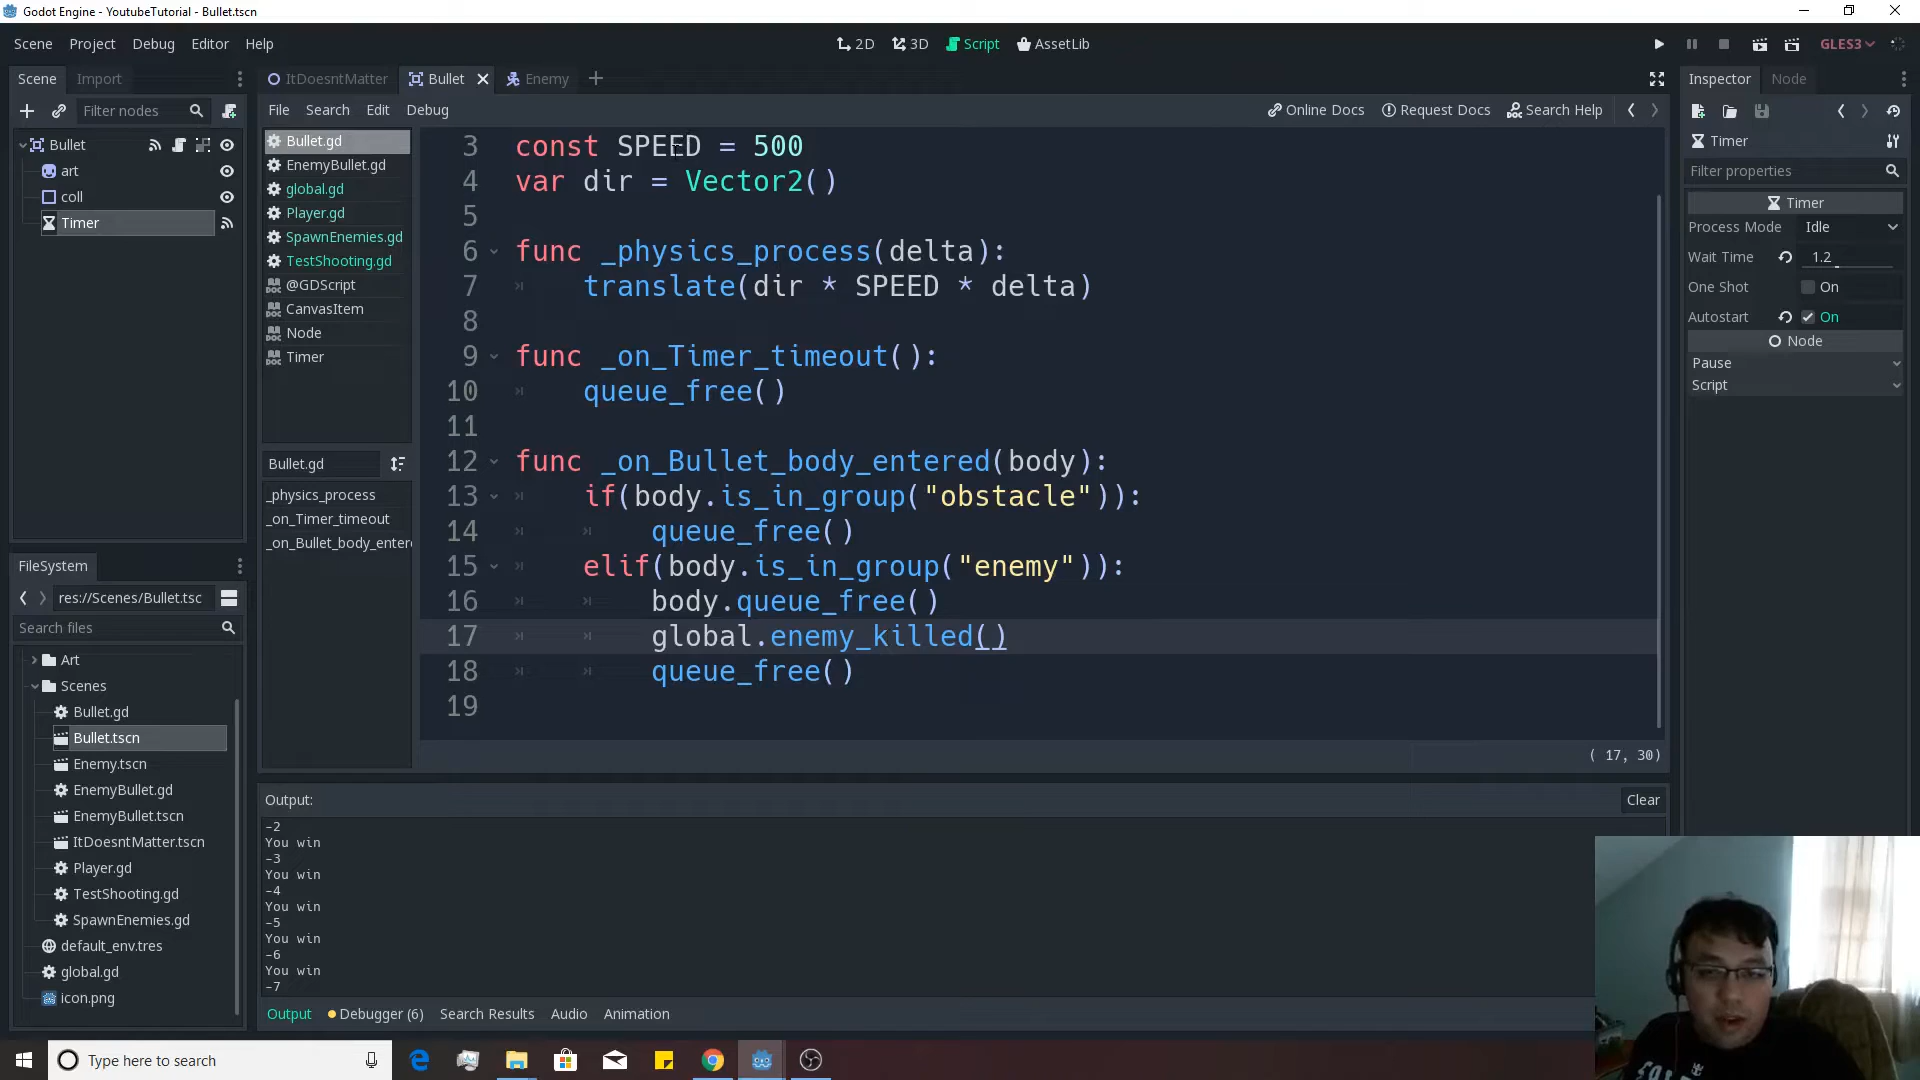 Godot Engine - YoutubeTutorial - Bullet.tscn
Scene Project Debug Editor Help
2D 3D Script AssetLib
GLES3
Scene Import
ItDoesntMatter Bullet Enemy
Inspector Node
Filter nodes
File Search Edit Debug
Online Docs Request Docs Search Help
Bullet
art
coll
Timer
Bullet.gd
EnemyBullet.gd
global.gd
Player.gd
SpawnEnemies.gd
TestShooting.gd
@GDScript
CanvasItem
Node
Timer
Bullet.gd
_physics_process
_on_Timer_timeout
_on_Bullet_body_enter
3 const SPEED = 500
4 var dir = Vector2()
5
6 func _physics_process(delta):
7 translate(dir * SPEED * delta)
8
9 func _on_Timer_timeout():
10 queue_free()
11
12 func _on_Bullet_body_entered(body):
13 if(body.is_in_group("obstacle")):
14 queue_free()
15 elif(body.is_in_group("enemy")):
16 body.queue_free()
17 global.enemy_killed()
18 queue_free()
19
( 17, 30)
Timer
Filter properties
Timer
Process Mode Idle
Wait Time 1.2
One Shot On
Autostart On
Node
Pause
Script
FileSystem
res://Scenes/Bullet.tsc
Search files
Art
Scenes
Bullet.gd
Bullet.tscn
Enemy.tscn
EnemyBullet.gd
EnemyBullet.tscn
ItDoesntMatter.tscn
Player.gd
TestShooting.gd
SpawnEnemies.gd
default_env.tres
global.gd
icon.png
Output:
Clear
-2
You win
-3
You win
-4
You win
-5
You win
-6
You win
-7
Output Debugger (6) Search Results Audio Animation
Type here to search